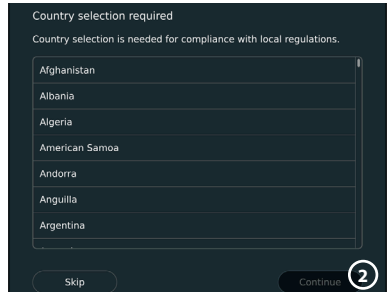 Country selection required
Country selection is needed for compliance with local regulations.
Afghanistan
Albania
Algeria
American Samoa
Andorra
Anguilla
Argentina
Skip
Continue 2